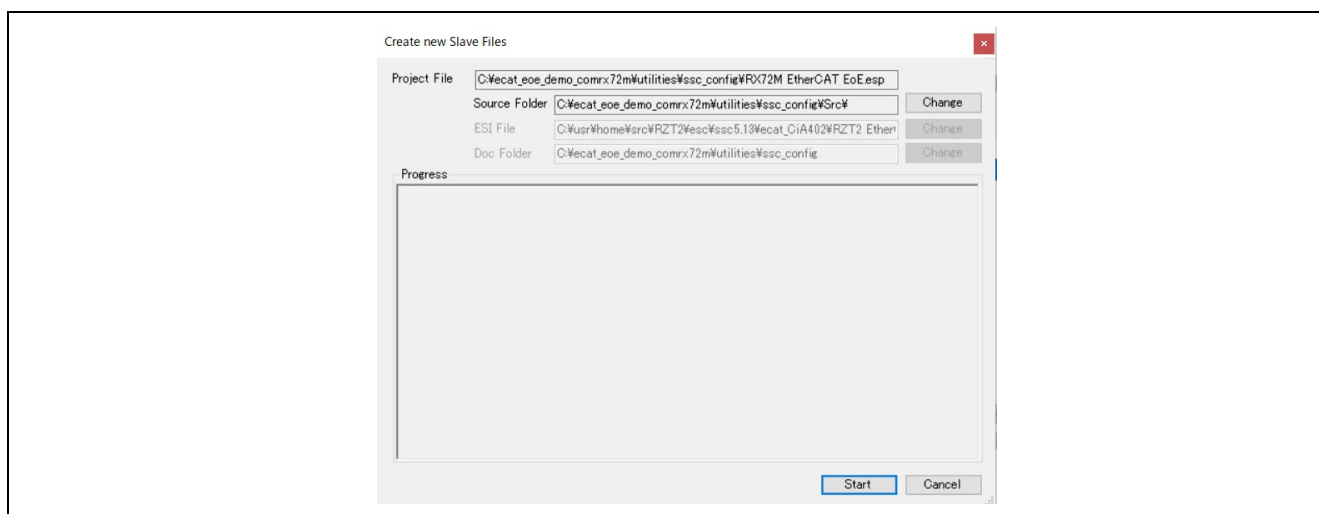 Create new Slave Files
Project File C:¥ecat_eoe_demo_comrx72m¥utilities¥ssc_config¥RX72M EtherCAT EoE.esp
Source Folder C:¥ecat_eoe_demo_comrx72m¥utilities¥ssc_config¥Src¥ Change
ESI File C:¥usr¥home¥src¥RZT2¥esc¥ssc5.13¥ecat_CiA402¥RZT2 Ether Change
Doc Folder C:¥ecat_eoe_demo_comrx72m¥utilities¥ssc_config Change
Progress
Start Cancel